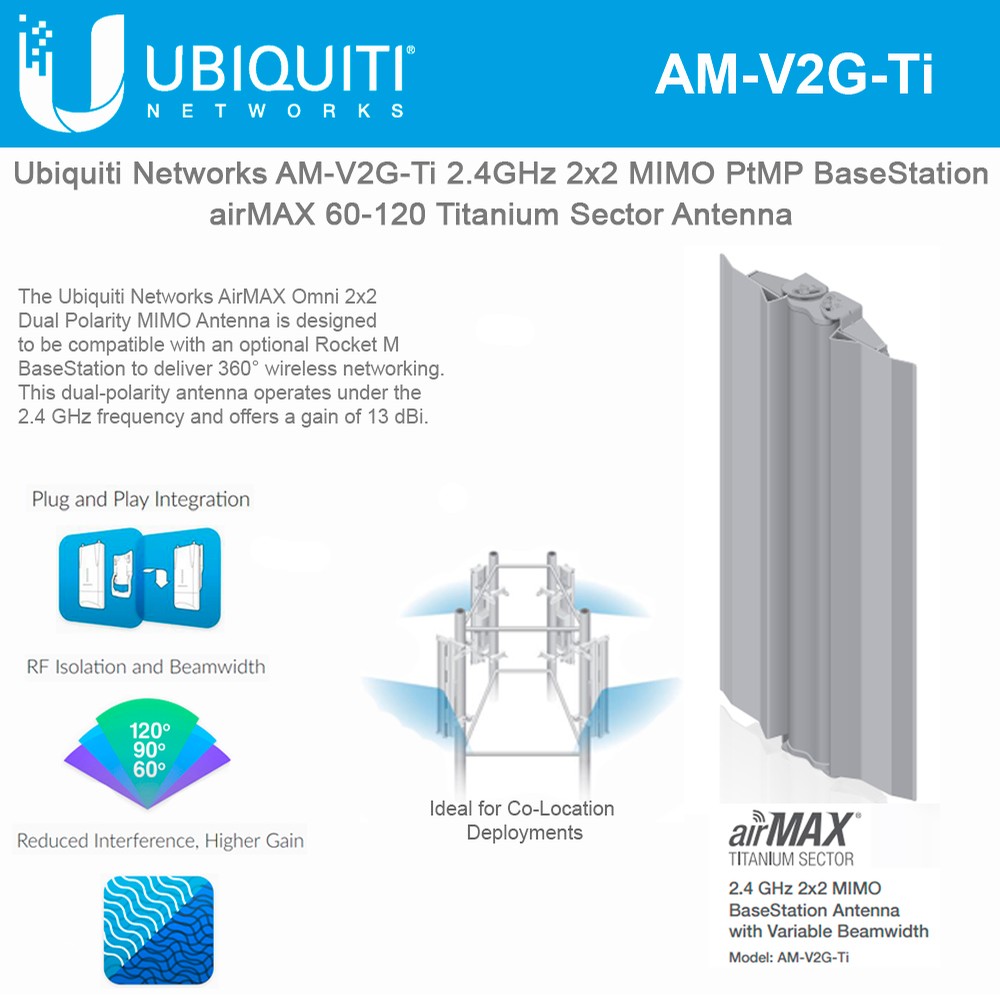 UBIQUITI®
NETWORKS
AM-V2G-Ti
Ubiquiti Networks AM-V2G-Ti 2.4GHz 2x2 MIMO PtMP BaseStation
airMAX 60-120 Titanium Sector Antenna
The Ubiquiti Networks AirMAX Omni 2x2
Dual Polarity MIMO Antenna is designed
to be compatible with an optional Rocket M
BaseStation to deliver 360° wireless networking.
This dual-polarity antenna operates under the
2.4 GHz frequency and offers a gain of 13 dBi.
Plug and Play Integration
RF Isolation and Beamwidth
120°
90°
60°
Reduced Interference, Higher Gain
Ideal for Co-Location
Deployments
airMAX®
TITANIUM SECTOR
2.4 GHz 2x2 MIMO
BaseStation Antenna
with Variable Beamwidth
Model: AM-V2G-Ti